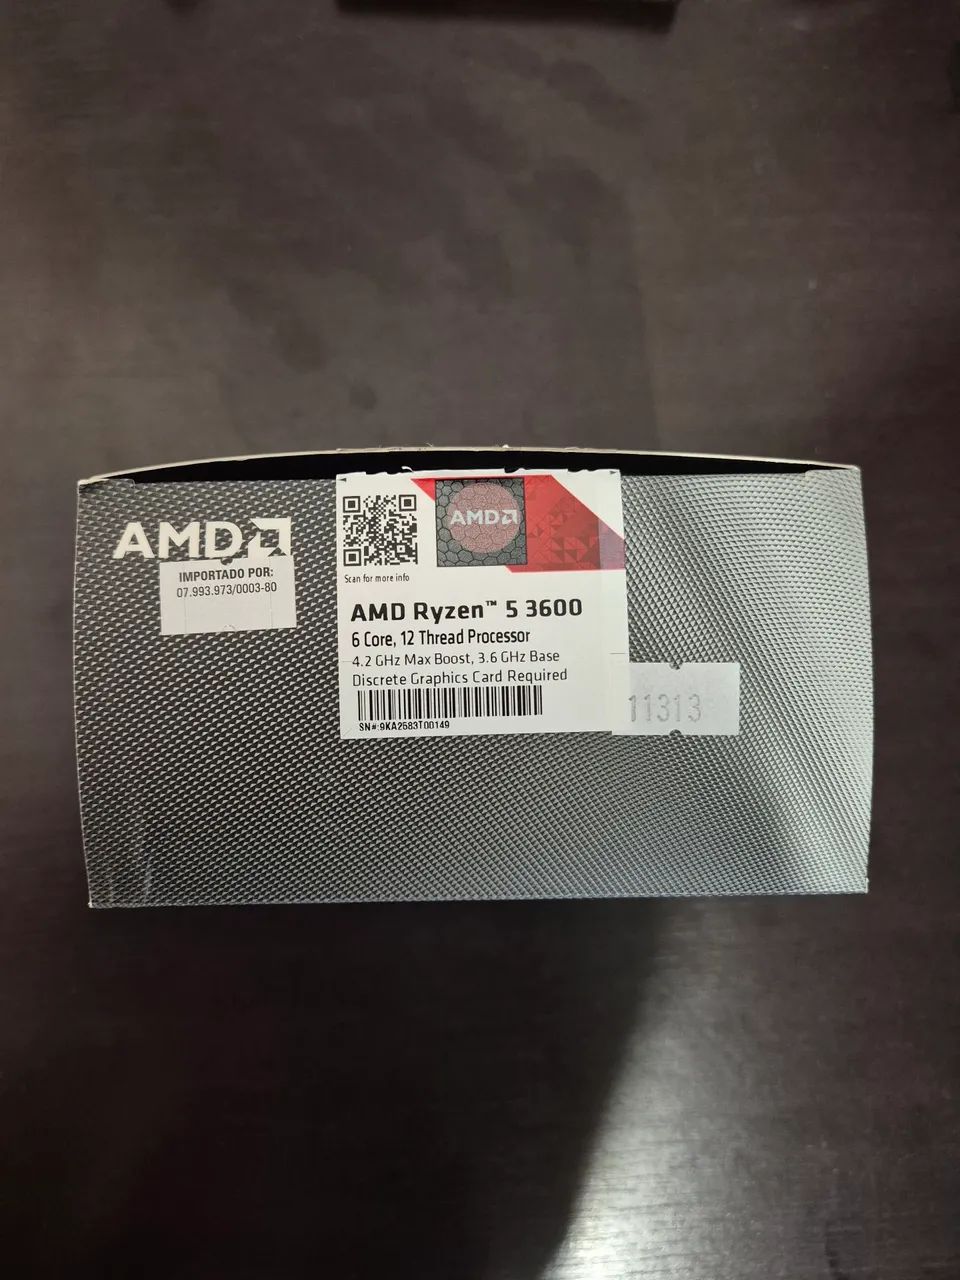 AMD
IMPORTADO POR:
07.993.973/0003-80
AMD
Scan for more info
AMD Ryzen™ 5 3600
6 Core, 12 Thread Processor
4.2 GHz Max Boost, 3.6 GHz Base
Discrete Graphics Card Required
SN#:9KA2583T00149
11313